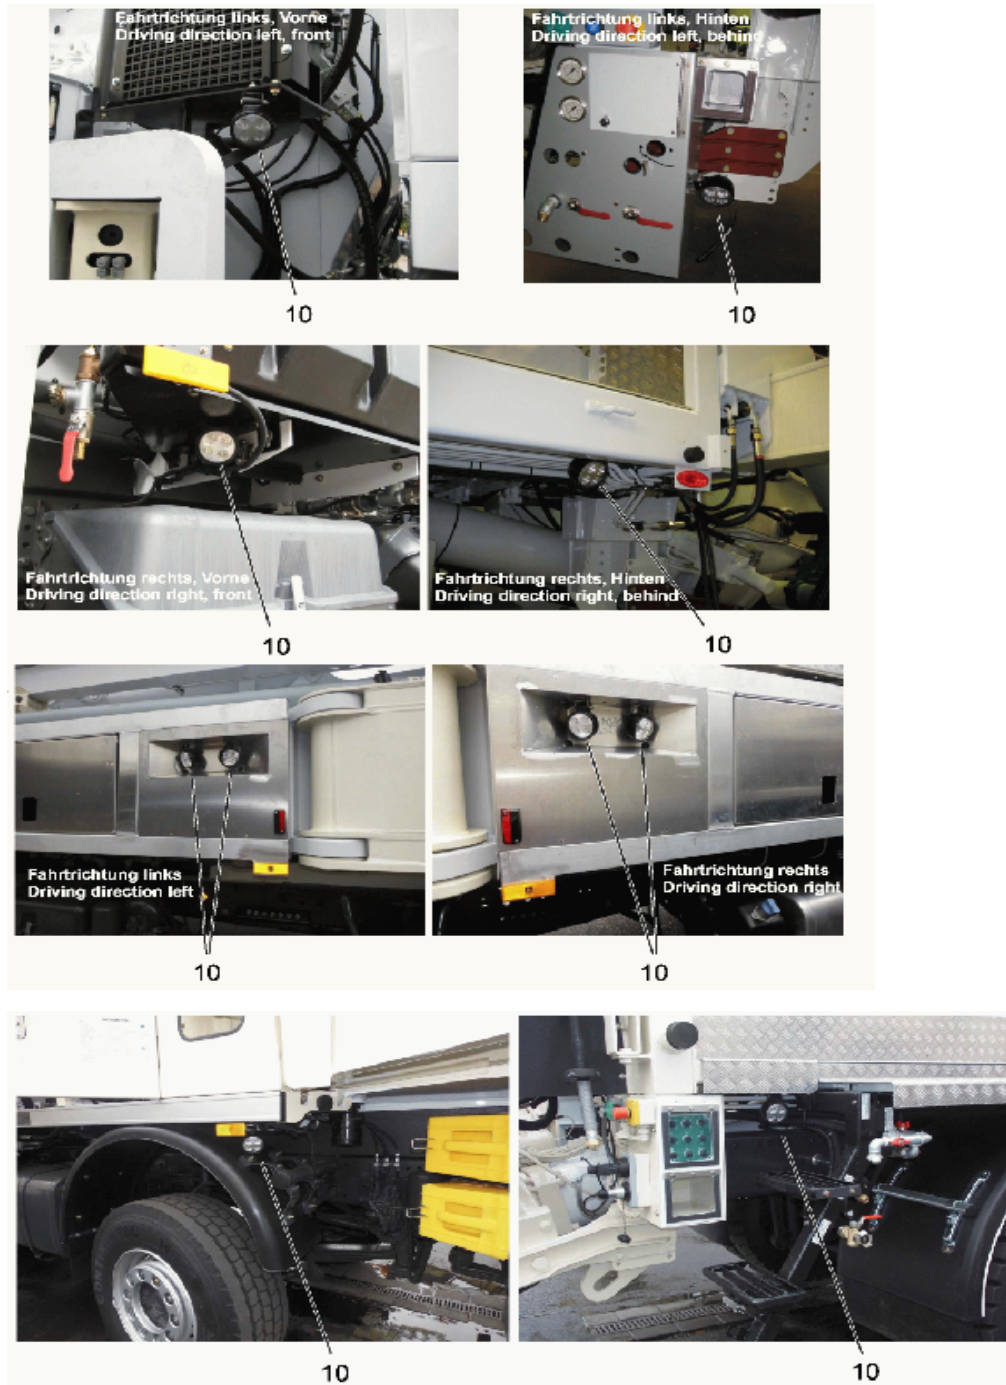 Fahrtrichtung links, Vorne
Driving direction left, front
Fahrtrichtung links, Hinten
Driving direction left, behind
10
10
Fahrtrichtung rechts, Vorne
Driving direction right, front
Fahrtrichtung rechts, Hinten
Driving direction right, behind
10
10
Fahrtrichtung links
Driving direction left
Fahrtrichtung rechts
Driving direction right
10
10
10
10